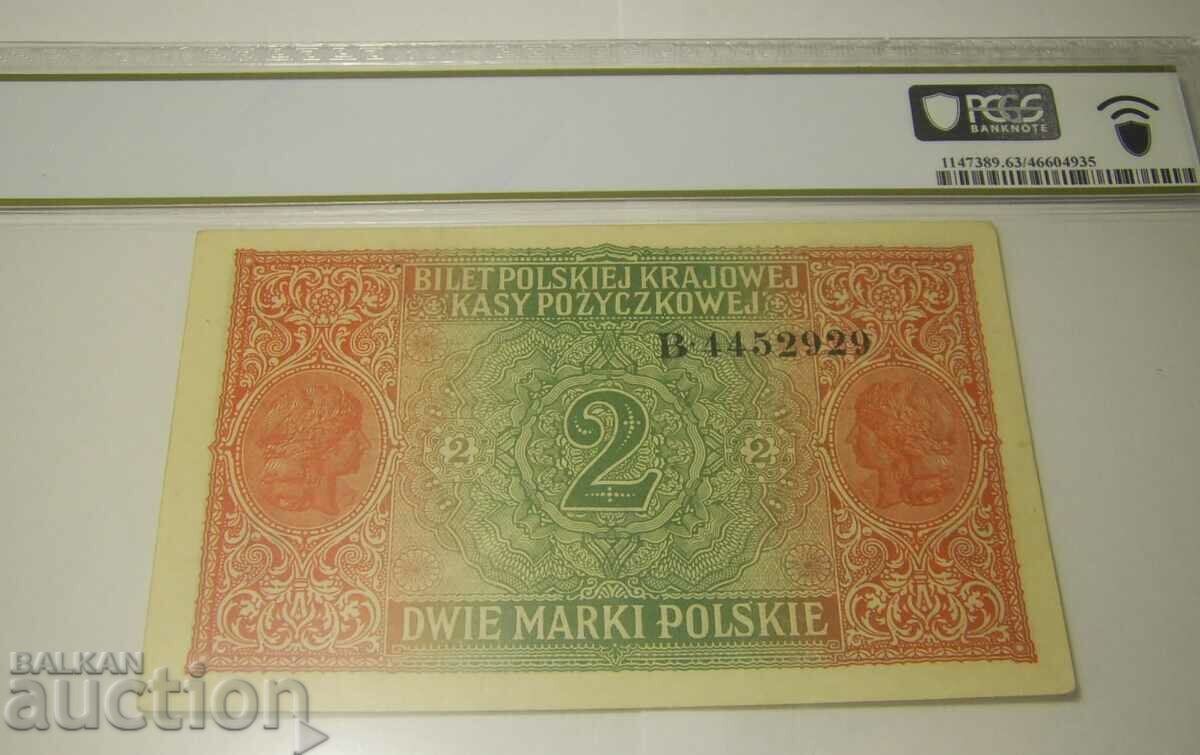 PCGS
BANKNOTE
1147389.63/46604935
BILET POLSKIEJ KRAJOWEJ
KASY POŻYCZKOWEJ
B·4452929
2
2
2
DWIE MARKI POLSKIE
BALKAN
auction